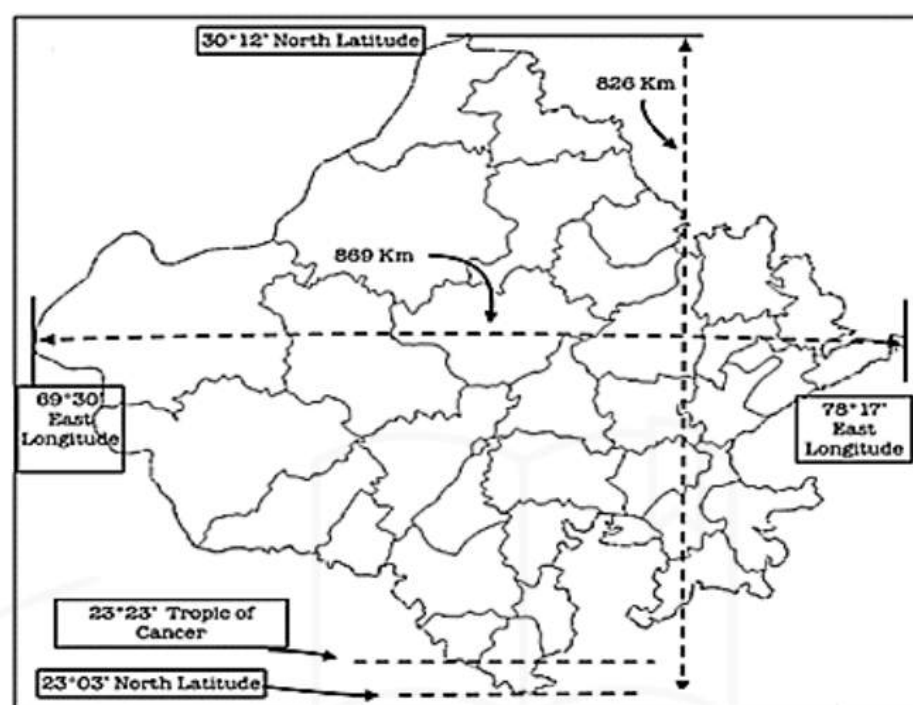 30°12' North Latitude
826 Km
869 Km
69°30'
East
Longitude
78°17'
East
Longitude
23°23' Tropic of
Cancer
23°03' North Latitude